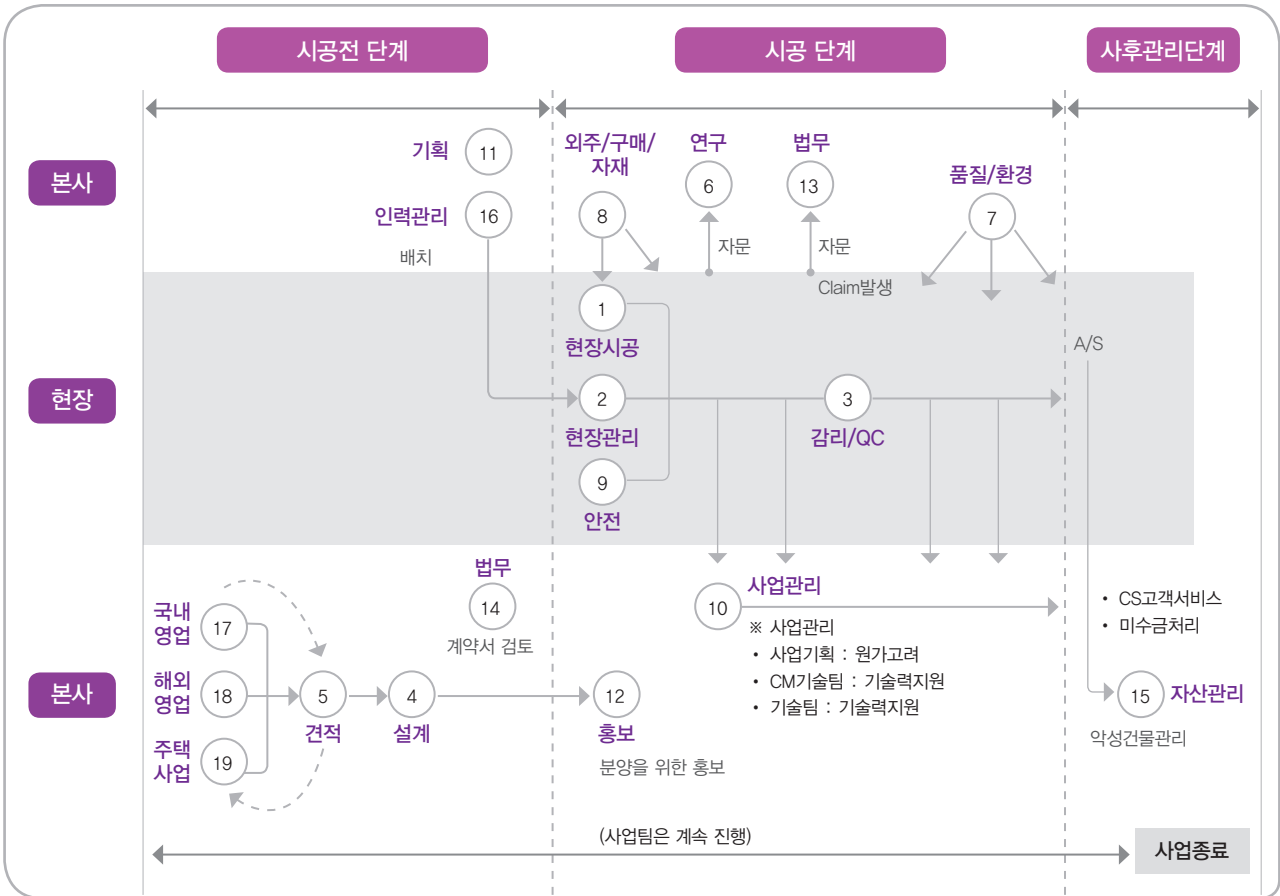 시공전 단계
시공 단계
사후관리단계
본사
기획
11
인력관리
16
배치
외주/구매/
자재
8
연구
6
자문
법무
13
자문
Claim발생
품질/환경
7
현장
1
현장시공
2
현장관리
9
안전
3
감리/QC
A/S
본사
국내
영업
17
해외
영업
18
주택
사업
19
5
견적
4
설계
법무
14
계약서 검토
12
홍보
분양을 위한 홍보
사업관리
10
※ 사업관리
• 사업기획 : 원가고려
• CM기술팀 : 기술력지원
• 기술팀 : 기술력지원
• CS고객서비스
• 미수금처리
15
자산관리
악성건물관리
(사업팀은 계속 진행)
사업종료